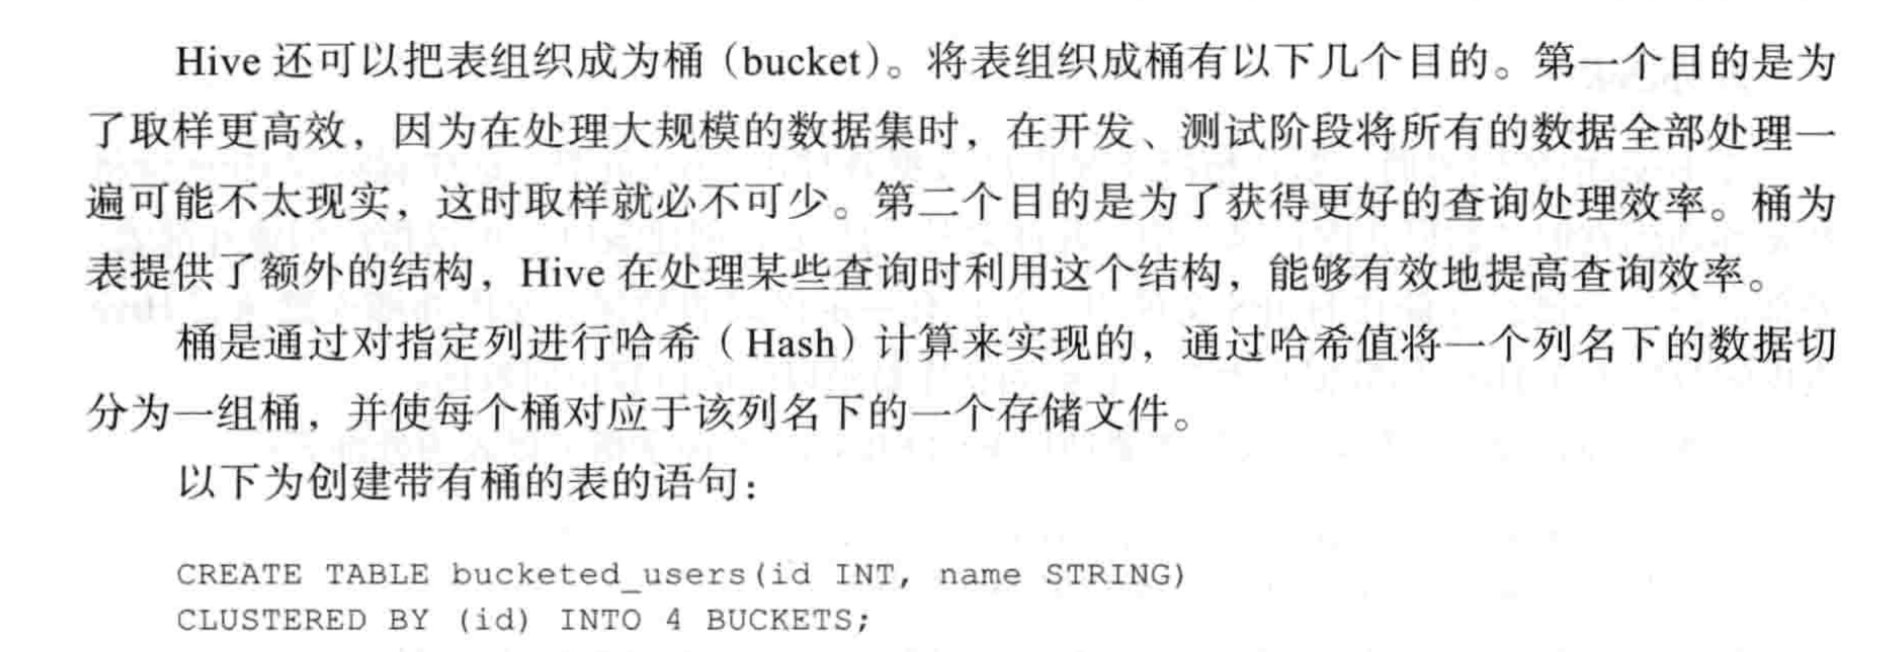 Hive 还可以把表组织成为桶（bucket）。将表组织成桶有以下几个目的。第一个目的是为
了取样更高效，因为在处理大规模的数据集时，在开发、测试阶段将所有的数据全部处理一
遍可能不太现实，这时取样就必不可少。第二个目的是为了获得更好的查询处理效率。桶为
表提供了额外的结构，Hive 在处理某些查询时利用这个结构，能够有效地提高查询效率。
桶是通过对指定列进行哈希（Hash）计算来实现的，通过哈希值将一个列名下的数据切
分为一组桶，并使每个桶对应于该列名下的一个存储文件。
以下为创建带有桶的表的语句：
CREATE TABLE bucketed_users(id INT, name STRING)
CLUSTERED BY (id) INTO 4 BUCKETS;